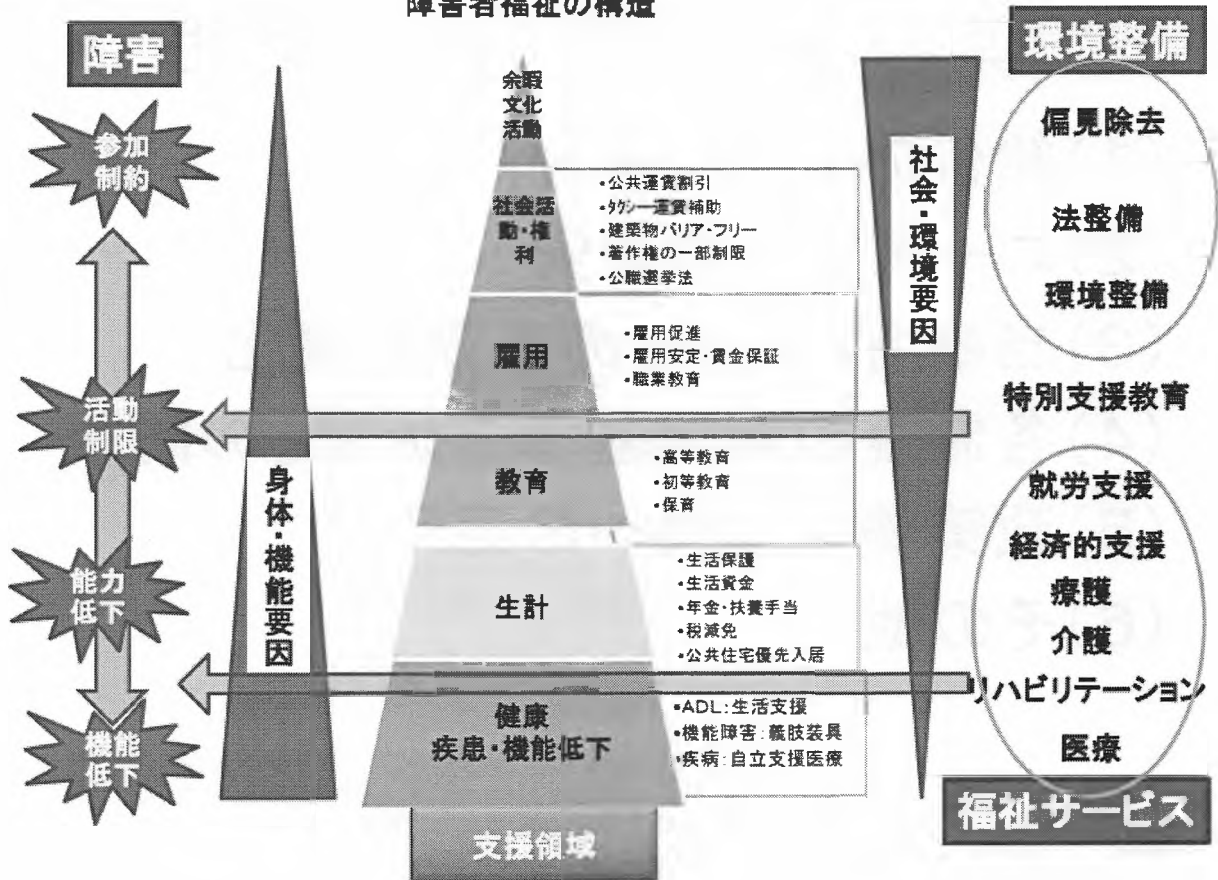 障害者福祉の構造
障害
参加
制約
活動
制限
能力
低下
機能
低下
身体・機能要因
余暇
文化
活動
社会活
動・権
利
・公共運賃割引
・タクシー運賃補助
・建築物バリア・フリー
・著作権の一部制限
・公職選挙法
雇用
・雇用促進
・雇用安定・賃金保証
・職業教育
教育
・高等教育
・初等教育
・保育
生計
・生活保護
・生活資金
・年金・扶養手当
・税減免
・公共住宅優先入居
健康
疾患・機能低下
・ADL:生活支援
・機能障害:義肢装具
・疾病:自立支援医療
支援領域
社会・環境要因
環境整備
偏見除去
法整備
環境整備
特別支援教育
就労支援
経済的支援
療護
介護
リハビリテーション
医療
福祉サービス